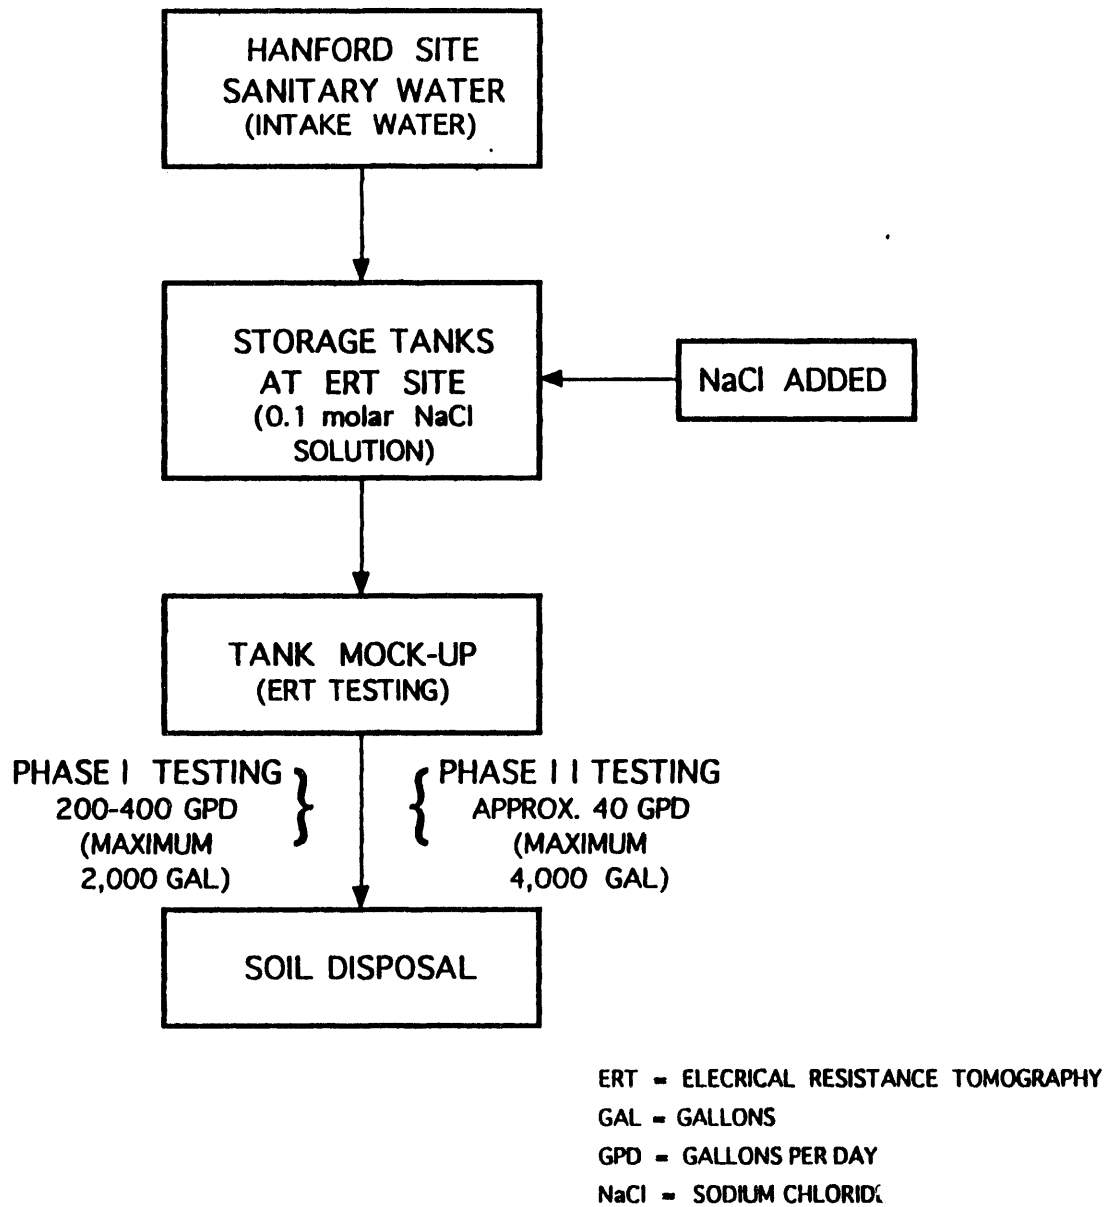 HANFORD SITE
SANITARY WATER
(INTAKE WATER)
STORAGE TANKS
AT ERT SITE
(0.1 molar NaCl
SOLUTION)
NaCl ADDED
TANK MOCK-UP
(ERT TESTING)
PHASE I TESTING
200-400 GPD
(MAXIMUM
2,000 GAL)
PHASE I I TESTING
APPROX. 40 GPD
(MAXIMUM
4,000 GAL)
SOIL DISPOSAL
ERT = ELECRICAL RESISTANCE TOMOGRAPHY
GAL = GALLONS
GPD = GALLONS PER DAY
NaCl = SODIUM CHLORIDE